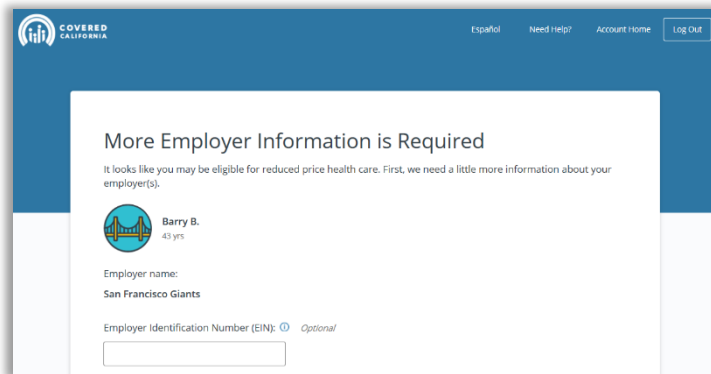 COVERED
CALIFORNIA
Español Need Help? Account Home Log Out
More Employer Information is Required
It looks like you may be eligible for reduced price health care. First, we need a little more information about your
employer(s).
Barry B.
43 yrs
Employer name:
San Francisco Giants
Employer Identification Number (EIN): Optional